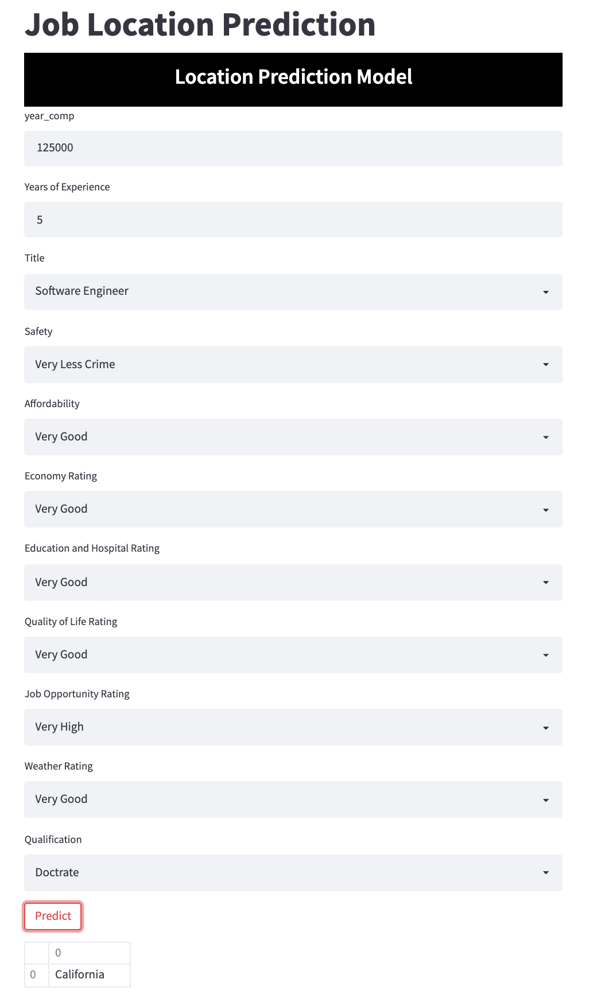 Job Location Prediction
Location Prediction Model
year_comp
125000
Years of Experience
5
Title
Software Engineer
Safety
Very Less Crime
Affordability
Very Good
Economy Rating
Very Good
Education and Hospital Rating
Very Good
Quality of Life Rating
Very Good
Job Opportunity Rating
Very High
Weather Rating
Very Good
Qualification
Doctrate
Predict
0
0 California